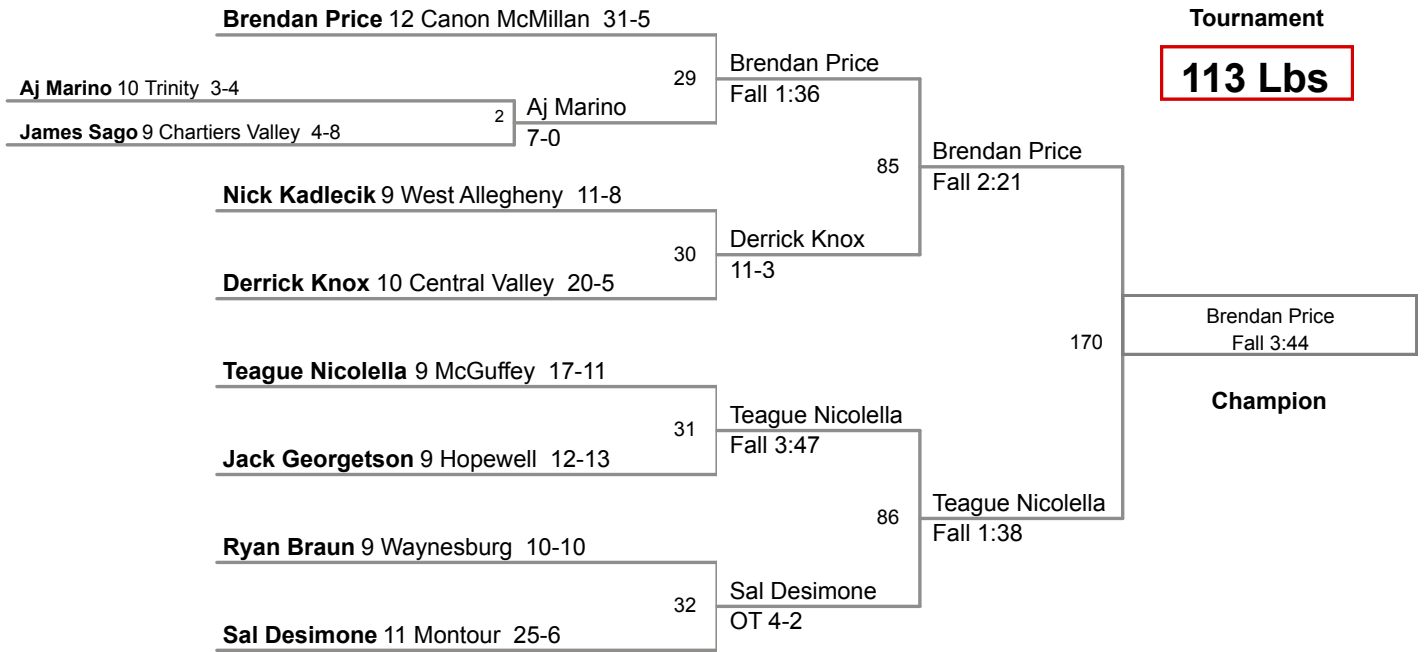 Brendan Price 12 Canon McMillan 31-5
Tournament
113 Lbs
Aj Marino 10 Trinity 3-4
James Sago 9 Chartiers Valley 4-8
2
Aj Marino
7-0
29
Brendan Price
Fall 1:36
Nick Kadlecik 9 West Allegheny 11-8
Derrick Knox 10 Central Valley 20-5
30
Derrick Knox
11-3
85
Brendan Price
Fall 2:21
Teague Nicolella 9 McGuffey 17-11
Jack Georgetson 9 Hopewell 12-13
31
Teague Nicolella
Fall 3:47
Ryan Braun 9 Waynesburg 10-10
Sal Desimone 11 Montour 25-6
32
Sal Desimone
OT 4-2
86
Teague Nicolella
Fall 1:38
170
Brendan Price
Fall 3:44
Champion